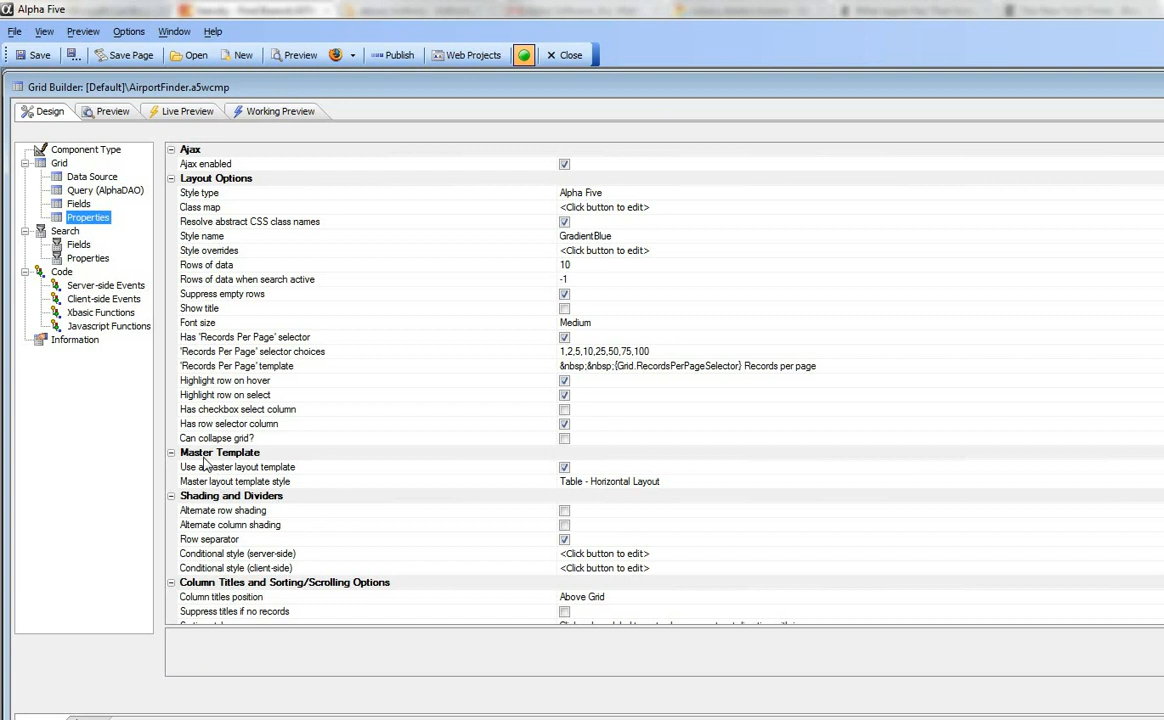 Alpha Five
File View Preview Options Window Help
Save Save Page Open New Preview Publish Web Projects Close
Grid Builder: [Default]\AirportFinder.a5wcmp
Design Preview Live Preview Working Preview
Component Type
Grid
Data Source
Query (AlphaDAO)
Fields
Properties
Search
Fields
Properties
Code
Server-side Events
Client-side Events
Xbasic Functions
Javascript Functions
Information
Ajax
Ajax enabled
Layout Options
Style type Alpha Five
Class map <Click button to edit>
Resolve abstract CSS class names
Style name GradientBlue
Style overrides <Click button to edit>
Rows of data 10
Rows of data when search active -1
Suppress empty rows
Show title
Font size Medium
Has 'Records Per Page' selector
'Records Per Page' selector choices 1,2,5,10,25,50,75,100
'Records Per Page' template &nbsp;&nbsp;{Grid.RecordsPerPageSelector} Records per page
Highlight row on hover
Highlight row on select
Has checkbox select column
Has row selector column
Can collapse grid?
Master Template
Use a master layout template
Master layout template style Table - Horizontal Layout
Shading and Dividers
Alternate row shading
Alternate column shading
Row separator
Conditional style (server-side) <Click button to edit>
Conditional style (client-side) <Click button to edit>
Column Titles and Sorting/Scrolling Options
Column titles position Above Grid
Suppress titles if no records